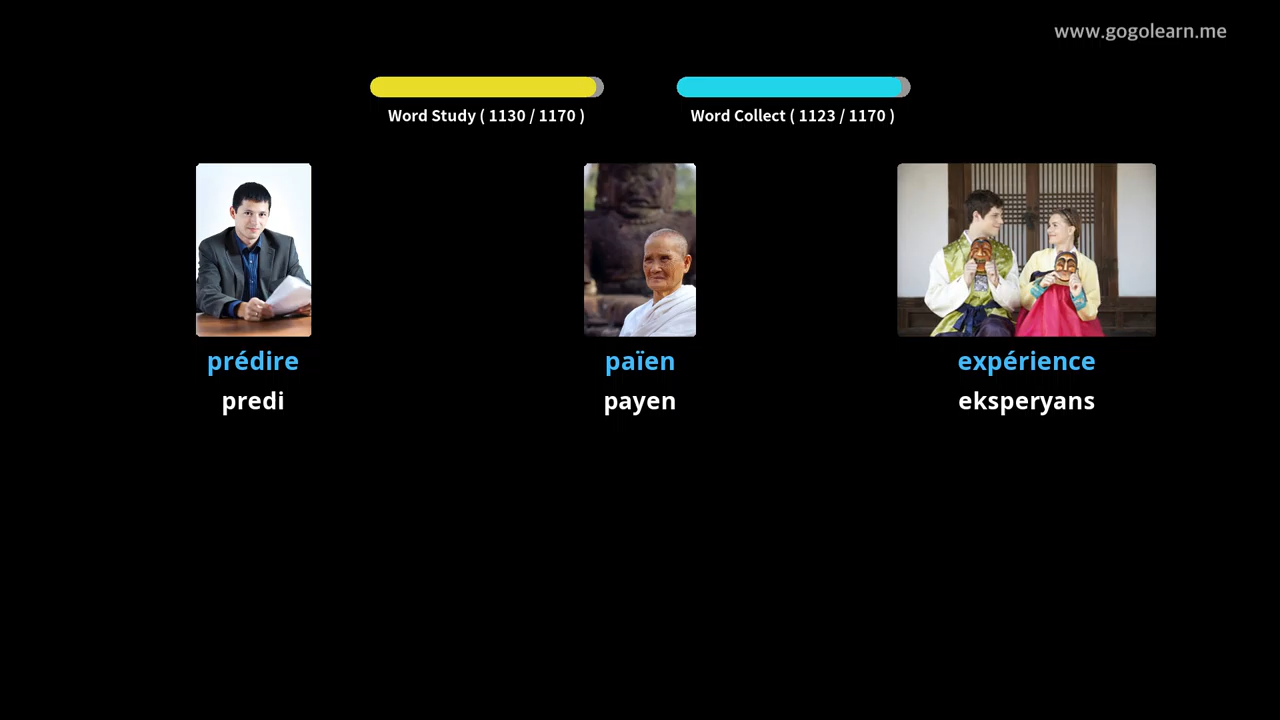 www.gogolearn.me
Word Study ( 1130 / 1170 )
Word Collect ( 1123 / 1170 )
prédire
païen
expérience
predi
payen
eksperyans